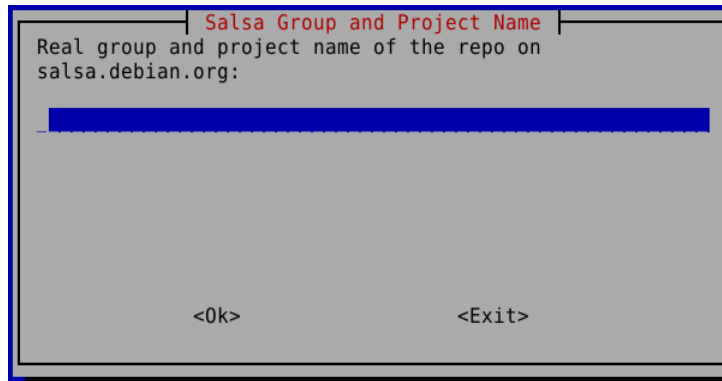 Salsa Group and Project Name
Real group and project name of the repo on
salsa.debian.org:
<Ok> <Exit>